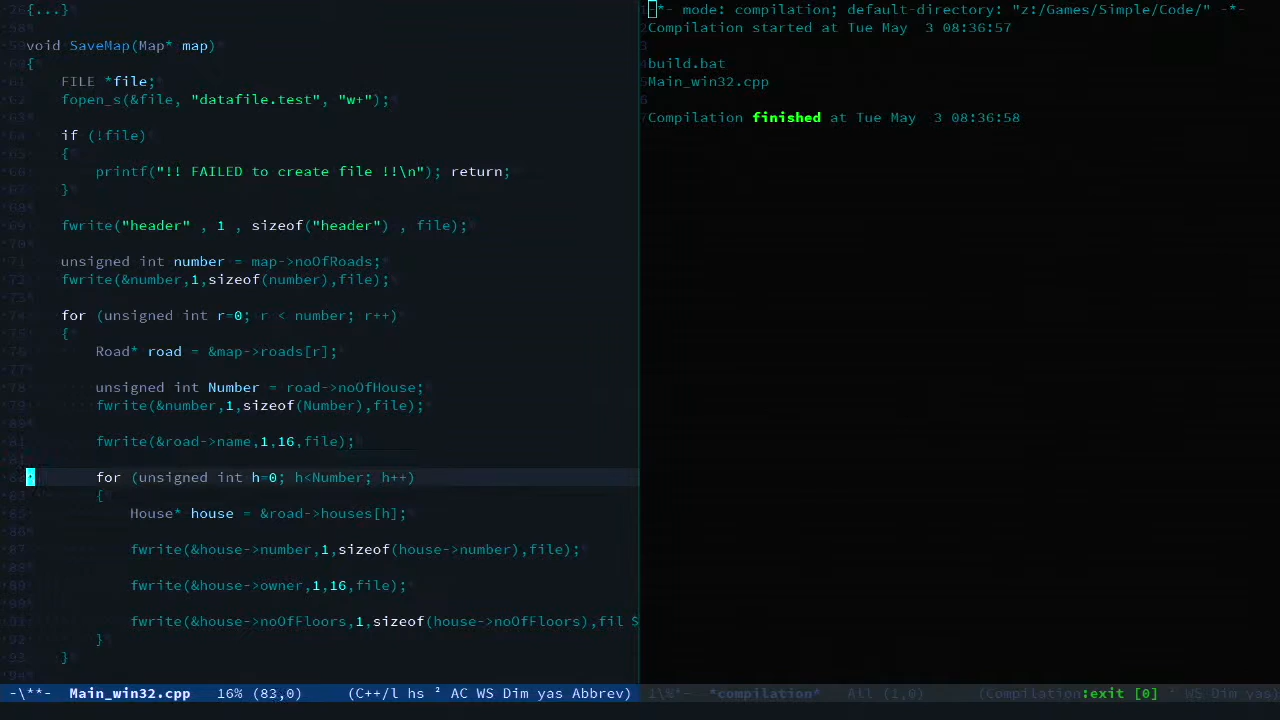 {...}
void SaveMap(Map* map)
{
FILE *file;
fopen_s(&file, "datafile.test", "w+");
if (!file)
{
printf("!! FAILED to create file !!\n"); return;
}
fwrite("header" , 1 , sizeof("header") , file);
unsigned int number = map->noOfRoads;
fwrite(&number,1,sizeof(number),file);
for (unsigned int r=0; r < number; r++)
{
Road* road = &map->roads[r];
unsigned int Number = road->noOfHouse;
fwrite(&number,1,sizeof(Number),file);
fwrite(&road->name,1,16,file);
for (unsigned int h=0; h<Number; h++)
{
House* house = &road->houses[h];
fwrite(&house->number,1,sizeof(house->number),file);
fwrite(&house->owner,1,16,file);
fwrite(&house->noOfFloors,1,sizeof(house->noOfFloors),fil $
}
}
-\**- Main_win32.cpp 16% (83,0) (C++/l hs ² AC WS Dim yas Abbrev)
-*- mode: compilation; default-directory: "z:/Games/Simple/Code/" -*-
Compilation started at Tue May 3 08:36:57
build.bat
Main_win32.cpp
Compilation finished at Tue May 3 08:36:58
1\%*- *compilation* All (1,0) (Compilation:exit [0] ² WS Dim yas)